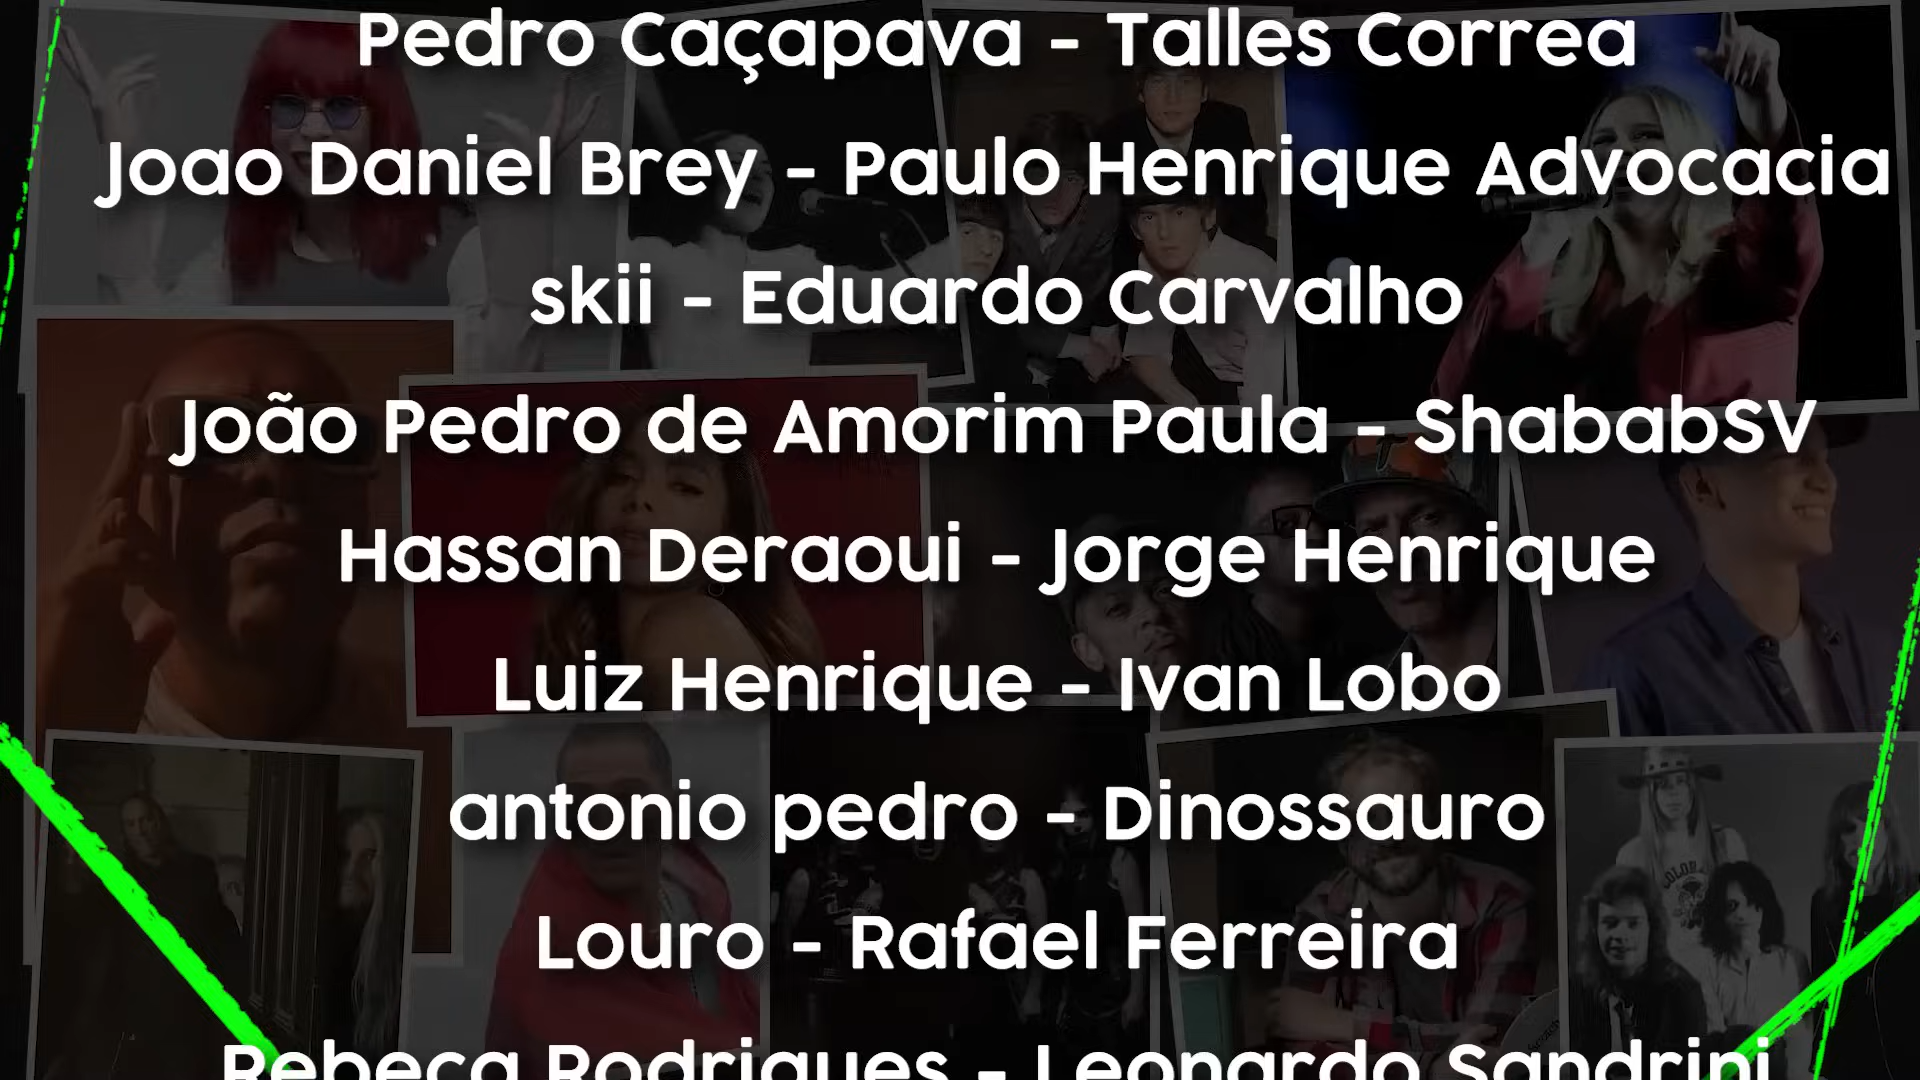 Pedro Caçapava - Talles Correa
Joao Daniel Brey - Paulo Henrique Advocacia
skii - Eduardo Carvalho
João Pedro de Amorim Paula - ShababSV
Hassan Deraoui - Jorge Henrique
Luiz Henrique - Ivan Lobo
antonio pedro - Dinossauro
Louro - Rafael Ferreira
Rebeca Rodrigues - Leonardo Sandrini